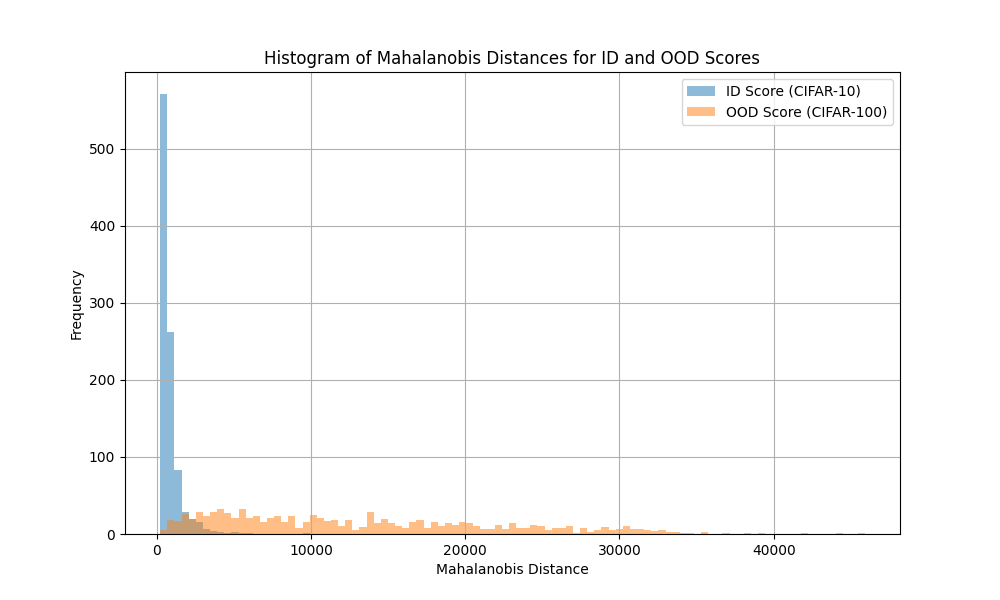 Histogram of Mahalanobis Distances for ID and OOD Scores
ID Score (CIFAR-10)
OOD Score (CIFAR-100)
Frequency
500
400
300
200
100
0
0 10000 20000 30000 40000
Mahalanobis Distance